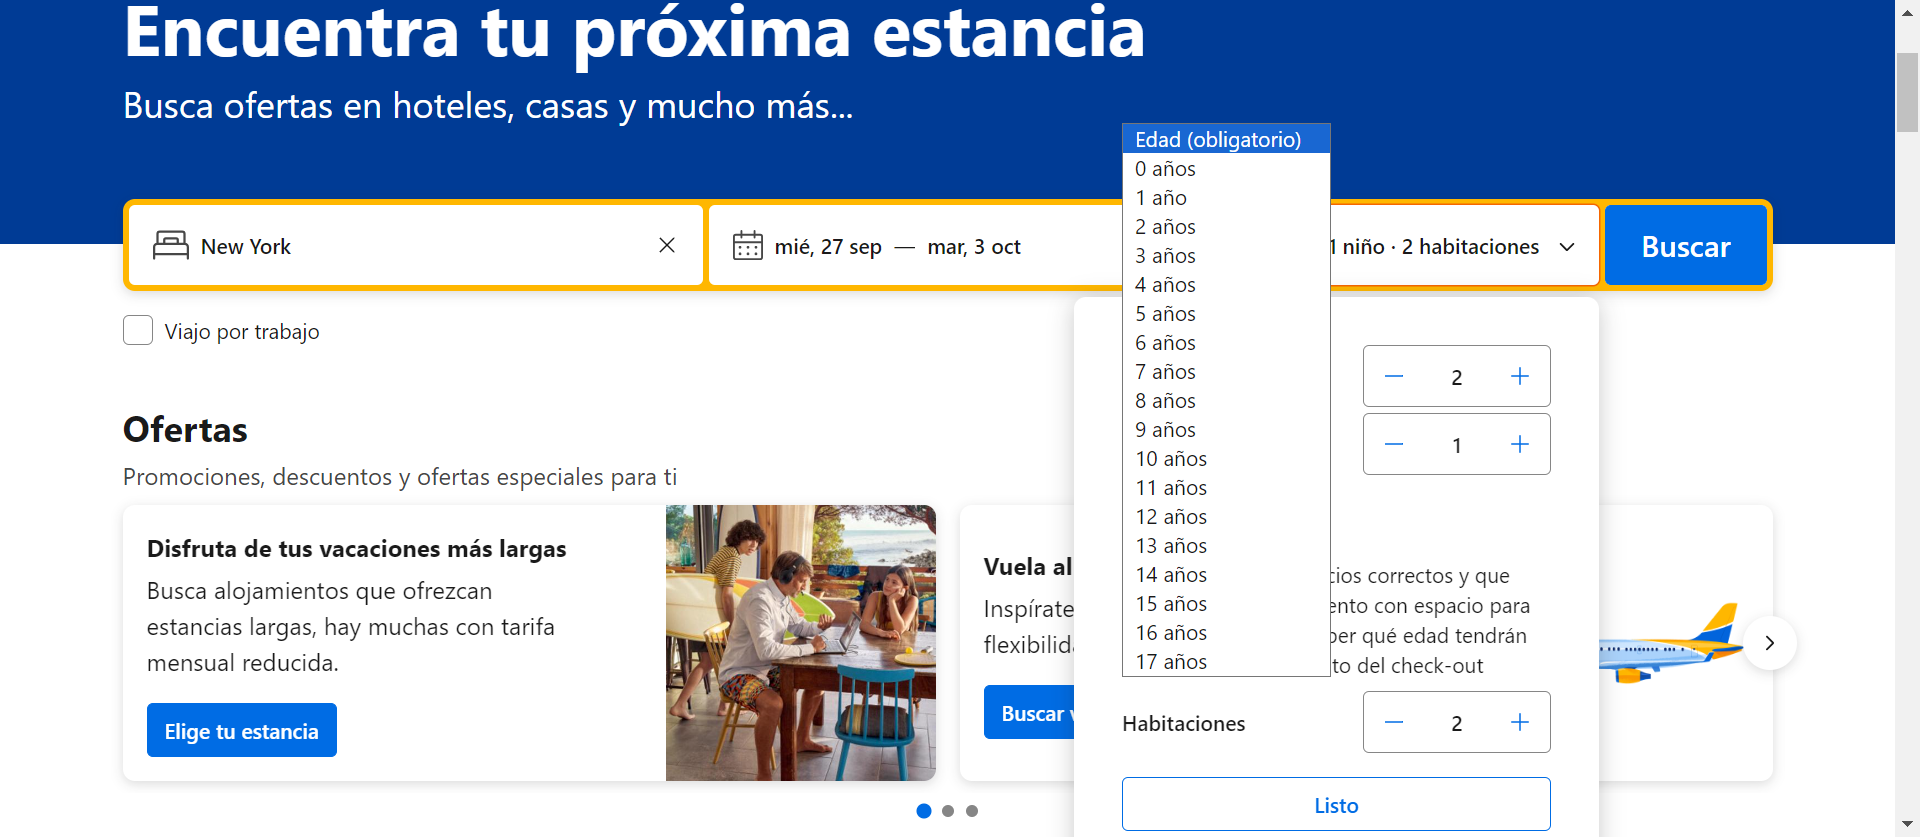 Encuentra tu próxima estancia
Busca ofertas en hoteles, casas y mucho más...
New York
mié, 27 sep — mar, 3 oct
1 niño · 2 habitaciones
Buscar
Viajo por trabajo
Edad (obligatorio)
0 años
1 año
2 años
3 años
4 años
5 años
6 años
7 años
8 años
9 años
10 años
11 años
12 años
13 años
14 años
15 años
16 años
17 años
2
1
correctos y que
con espacio para
qué edad tendrán
del check-out
Habitaciones
2
Listo
Ofertas
Promociones, descuentos y ofertas especiales para ti
Disfruta de tus vacaciones más largas
Busca alojamientos que ofrezcan
estancias largas, hay muchas con tarifa
mensual reducida.
Elige tu estancia
Vuela al
Inspírate
Buscar